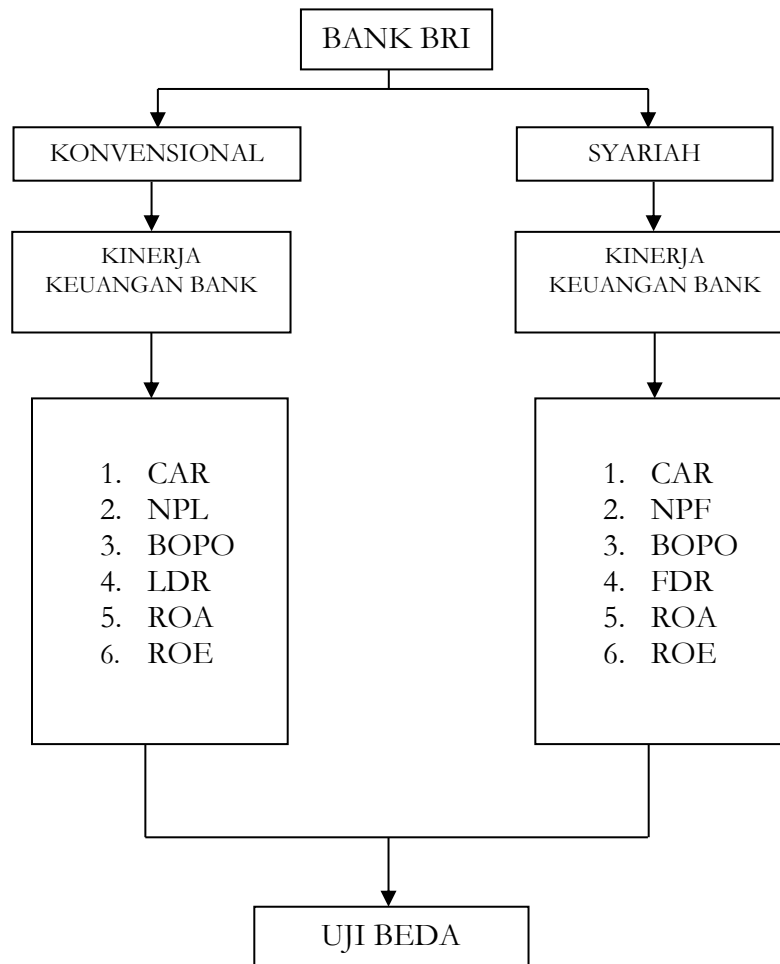 BANK BRI
KONVENSIONAL
SYARIAH
KINERJA
KEUANGAN BANK
KINERJA
KEUANGAN BANK
1. CAR
2. NPL
3. BOPO
4. LDR
5. ROA
6. ROE
1. CAR
2. NPF
3. BOPO
4. FDR
5. ROA
6. ROE
UJI BEDA